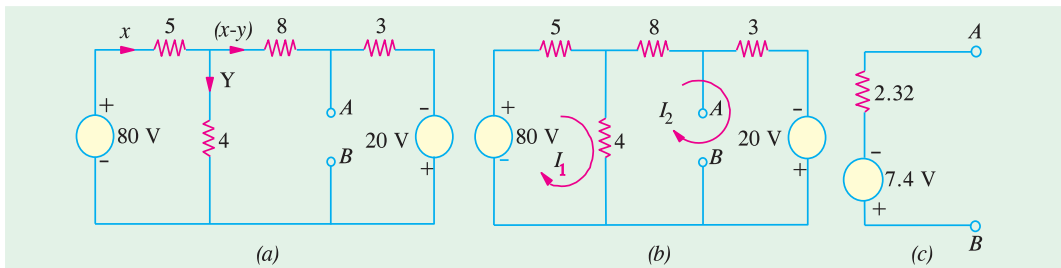 x 5 (x-y) 8 3
Y
+ 80 V -
4
A
B
- 20 V +
(a)
5 8 3
+ 80 V -
I1
4
I2
A
B
- 20 V +
(b)
A
2.32
- 7.4 V +
B
(c)